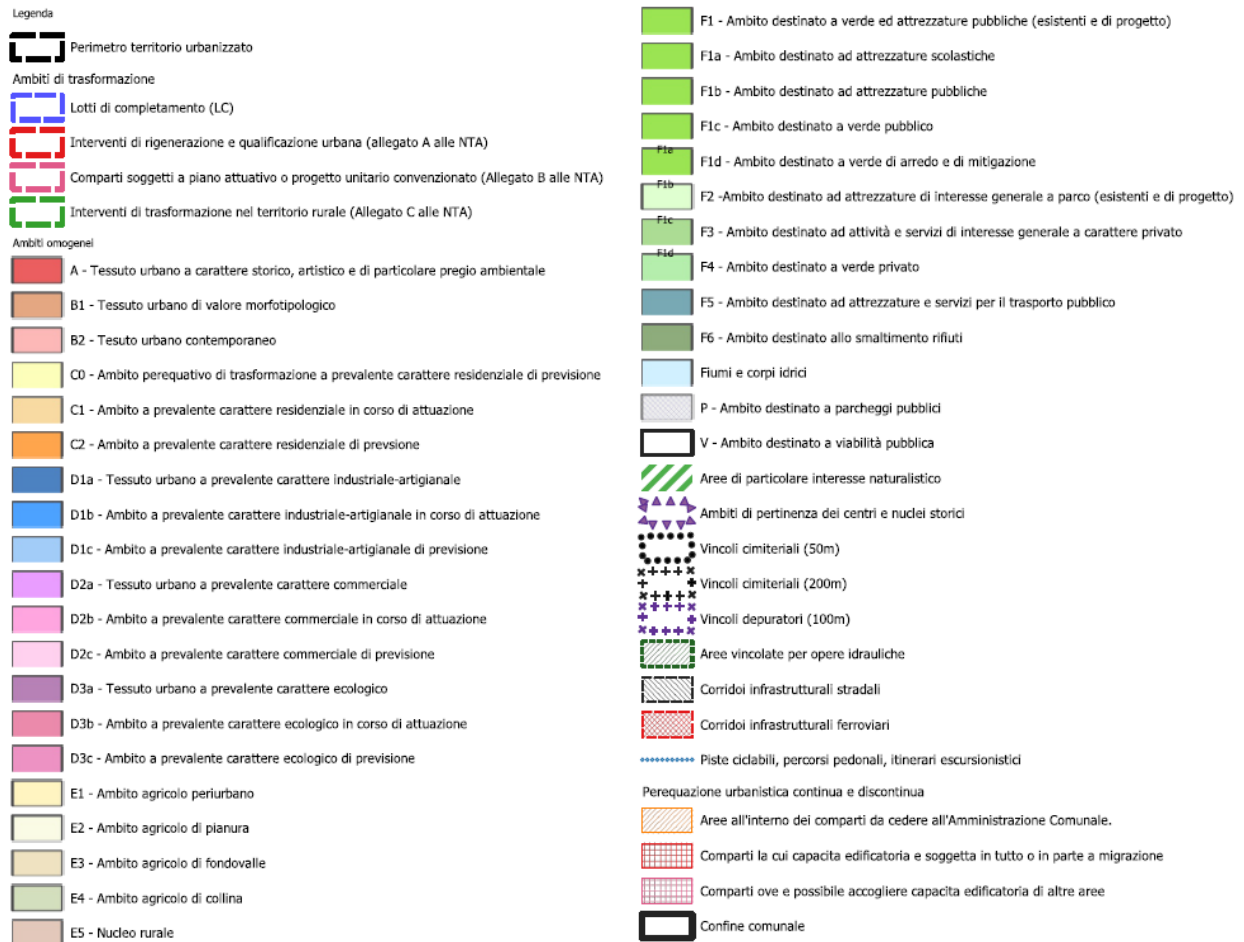 Legenda
Perimetro territorio urbanizzato
Ambiti di trasformazione
Lotti di completamento (LC)
Interventi di rigenerazione e qualificazione urbana (allegato A alle NTA)
Comparti soggetti a piano attuativo o progetto unitario convenzionato (Allegato B alle NTA)
Interventi di trasformazione nel territorio rurale (Allegato C alle NTA)
Ambiti omogenei
A - Tessuto urbano a carattere storico, artistico e di particolare pregio ambientale
B1 - Tessuto urbano di valore morfotipologico
B2 - Tesuto urbano contemporaneo
C0 - Ambito perequativo di trasformazione a prevalente carattere residenziale di previsione
C1 - Ambito a prevalente carattere residenziale in corso di attuazione
C2 - Ambito a prevalente carattere residenziale di prevsione
D1a - Tessuto urbano a prevalente carattere industriale-artigianale
D1b - Ambito a prevalente carattere industriale-artigianale in corso di attuazione
D1c - Ambito a prevalente carattere industriale-artigianale di previsione
D2a - Tessuto urbano a prevalente carattere commerciale
D2b - Ambito a prevalente carattere commerciale in corso di attuazione
D2c - Ambito a prevalente carattere commerciale di previsione
D3a - Tessuto urbano a prevalente carattere ecologico
D3b - Ambito a prevalente carattere ecologico in corso di attuazione
D3c - Ambito a prevalente carattere ecologico di previsione
E1 - Ambito agricolo periurbano
E2 - Ambito agricolo di pianura
E3 - Ambito agricolo di fondovalle
E4 - Ambito agricolo di collina
E5 - Nucleo rurale
F1 - Ambito destinato a verde ed attrezzature pubbliche (esistenti e di progetto)
F1a - Ambito destinato ad attrezzature scolastiche
F1b - Ambito destinato ad attrezzature pubbliche
F1c - Ambito destinato a verde pubblico
F1a
F1d - Ambito destinato a verde di arredo e di mitigazione
F1b
F2 -Ambito destinato ad attrezzature di interesse generale a parco (esistenti e di progetto)
F1c
F3 - Ambito destinato ad attività e servizi di interesse generale a carattere privato
F1d
F4 - Ambito destinato a verde privato
F5 - Ambito destinato ad attrezzature e servizi per il trasporto pubblico
F6 - Ambito destinato allo smaltimento rifiuti
Fiumi e corpi idrici
P - Ambito destinato a parcheggi pubblici
V - Ambito destinato a viabilità pubblica
Aree di particolare interesse naturalistico
Ambiti di pertinenza dei centri e nuclei storici
Vincoli cimiteriali (50m)
Vincoli cimiteriali (200m)
Vincoli depuratori (100m)
Aree vincolate per opere idrauliche
Corridoi infrastrutturali stradali
Corridoi infrastrutturali ferroviari
Piste ciclabili, percorsi pedonali, itinerari escursionistici
Perequazione urbanistica continua e discontinua
Aree all'interno dei comparti da cedere all'Amministrazione Comunale.
Comparti la cui capacita edificatoria e soggetta in tutto o in parte a migrazione
Comparti ove e possibile accogliere capacita edificatoria di altre aree
Confine comunale